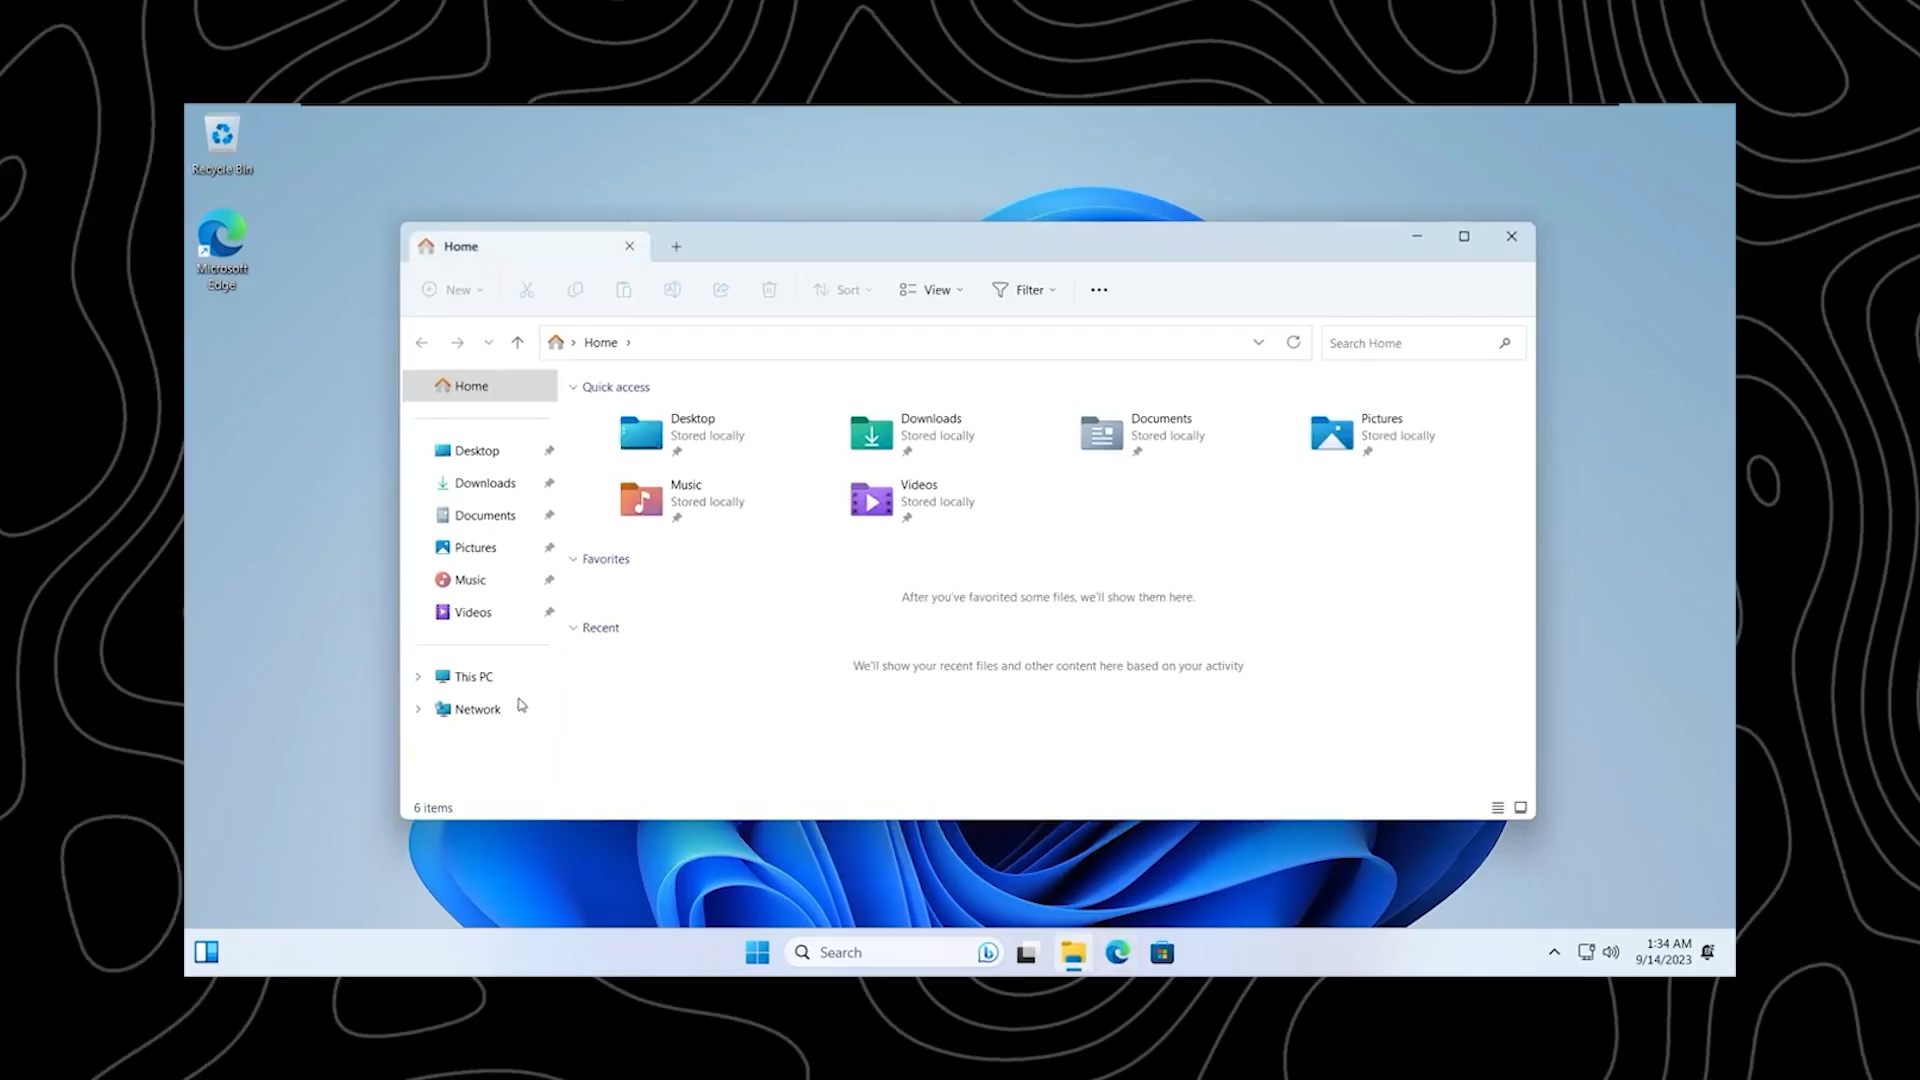 Recycle Bin
Microsoft
Edge
Home
New
Sort
View
Filter
Home
Search Home
Home
Desktop
Downloads
Documents
Pictures
Music
Videos
This PC
Network
Quick access
Desktop
Stored locally
Downloads
Stored locally
Documents
Stored locally
Pictures
Stored locally
Music
Stored locally
Videos
Stored locally
Favorites
After you've favorited some files, we'll show them here.
Recent
We'll show your recent files and other content here based on your activity
6 items
Search
1:34 AM
9/14/2023